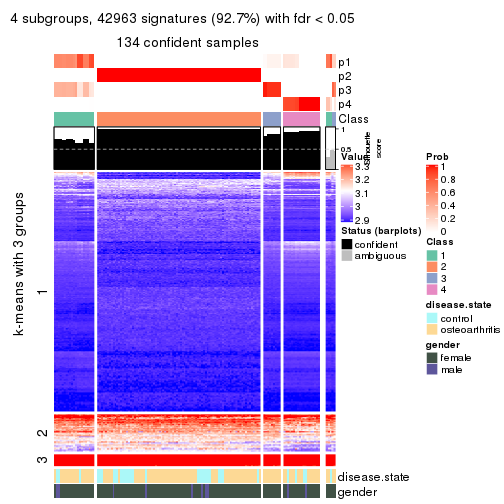 4 subgroups, 42963 signatures (92.7%) with fdr < 0.05
134 confident samples
p1
p2
p3
p4
Class
1
0.5
0
Silhouette
score
k-means with 3 groups
1
2
3
disease.state
gender
Value
3.3
3.2
3.1
3
2.9
Status (barplots)
confident
ambiguous
Prob
1
0.8
0.6
0.4
0.2
0
Class
1
2
3
4
disease.state
control
osteoarthritis
gender
female
male